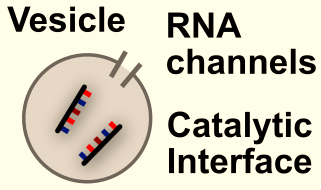 Vesicle
RNA
channels
Catalytic
Interface